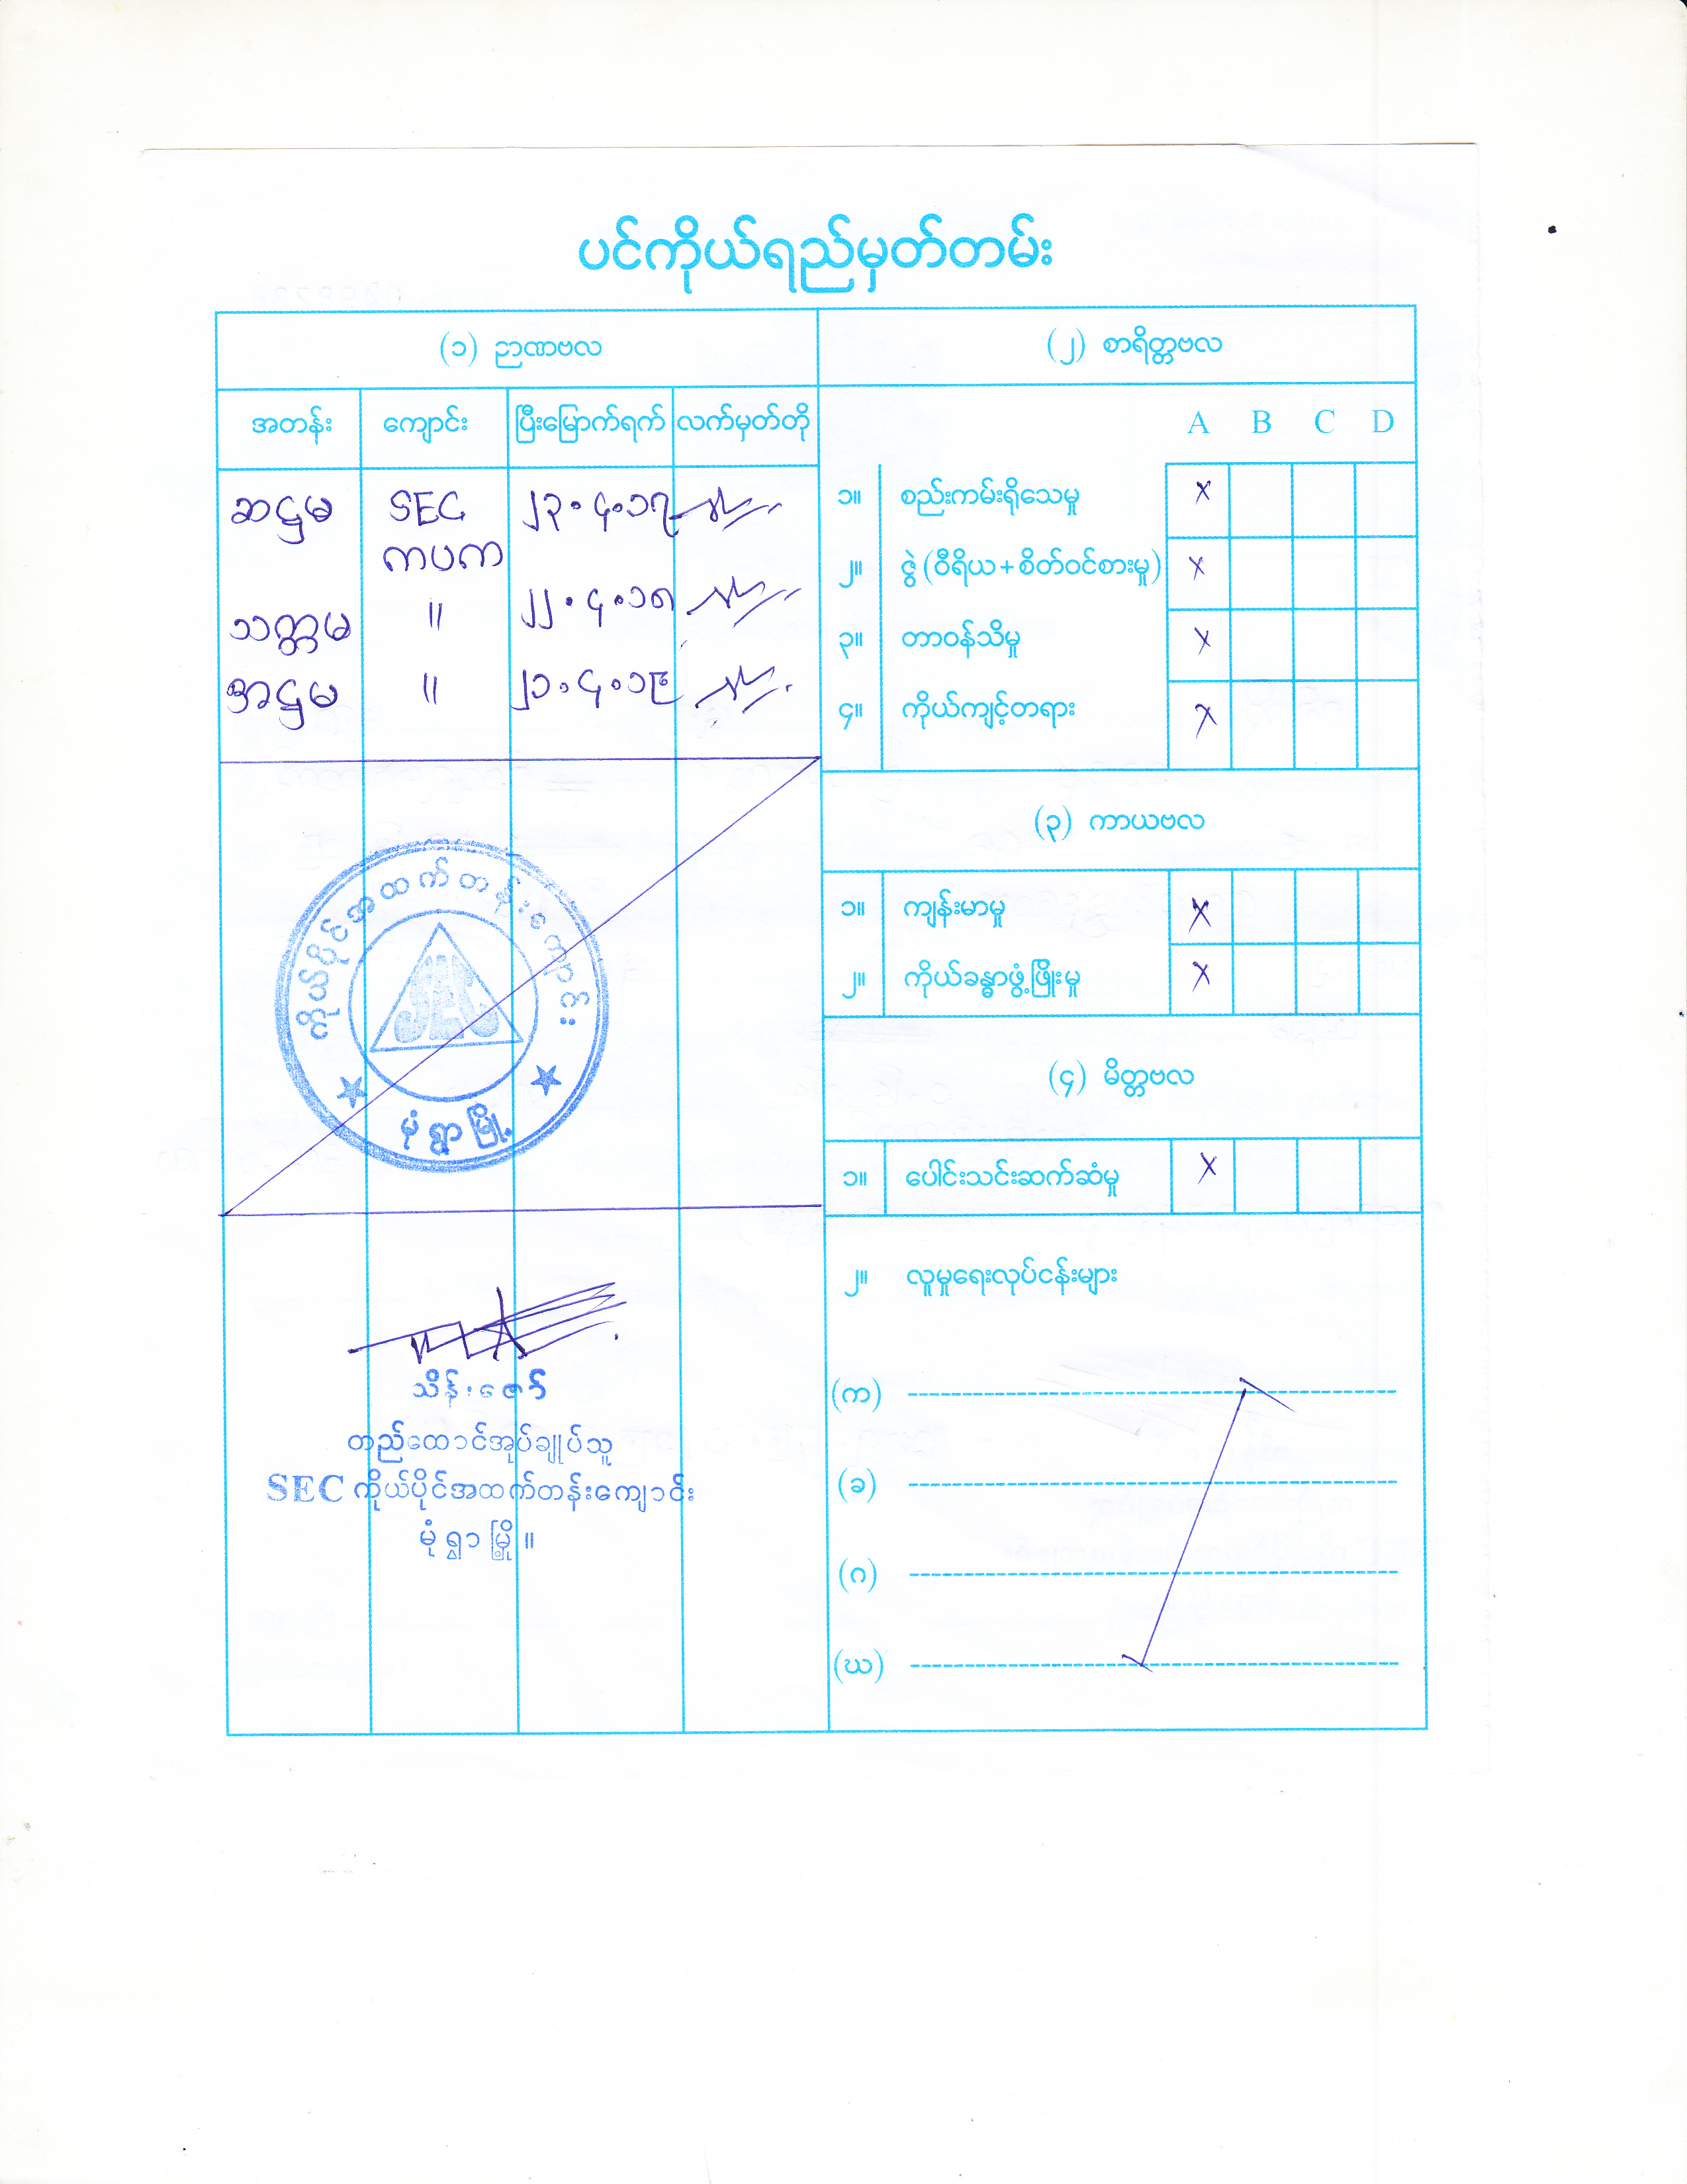 ပင်ကိုယ်ရည်မှတ်တမ်း
(၁) ဉာဏဗလ
အတန်း ကျောင်း ပြီးမြောက်ရက် လက်မှတ်တို
ဆဋ္ဌမ SEC ၂၃.၄.၁၇
ကပက
သတ္တမ " ၂၂.၄.၁၈
အဋ္ဌမ " ၂၁.၄.၁၉
ကိုယ်ပိုင်အထက်တန်းကျောင်း
SEC
မုံရွာမြို့
သိန်းဇော်
တည်ထောင်အုပ်ချုပ်သူ
SEC ကိုယ်ပိုင်အထက်တန်းကျောင်း
မုံရွာမြို့။
(၂) စာရိတ္တဗလ
A B C D
၁။ စည်းကမ်းရှိသေမှု x
၂။ ဇွဲ (ဝီရိယ + စိတ်ဝင်စားမှု) x
၃။ တာဝန်သိမှု x
၄။ ကိုယ်ကျင့်တရား x
(၃) ကာယဗလ
၁။ ကျန်းမာမှု x
၂။ ကိုယ်ခန္ဓာဖွံ့ဖြိုးမှု x
(၄) မိတ္တဗလ
၁။ ပေါင်းသင်းဆက်ဆံမှု x
၂။ လူမှုရေးလုပ်ငန်းများ
(က)
(ခ)
(ဂ)
(ဃ)